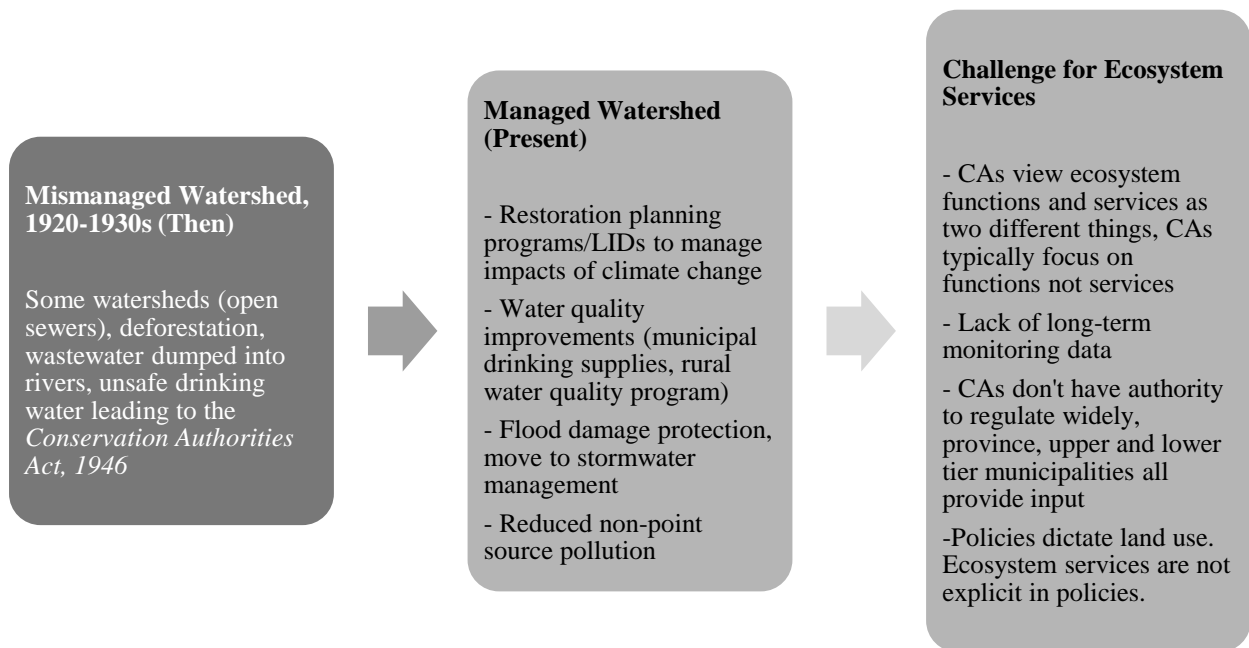 Mismanaged Watershed,
1920-1930s (Then)
Some watersheds (open
sewers), deforestation,
wastewater dumped into
rivers, unsafe drinking
water leading to the
Conservation Authorities
Act, 1946
Managed Watershed
(Present)
- Restoration planning
programs/LIDs to manage
impacts of climate change
- Water quality
improvements (municipal
drinking supplies, rural
water quality program)
- Flood damage protection,
move to stormwater
management
- Reduced non-point
source pollution
Challenge for Ecosystem
Services
- CAs view ecosystem
functions and services as
two different things, CAs
typically focus on
functions not services
- Lack of long-term
monitoring data
- CAs don't have authority
to regulate widely,
province, upper and lower
tier municipalities all
provide input
-Policies dictate land use.
Ecosystem services are not
explicit in policies.